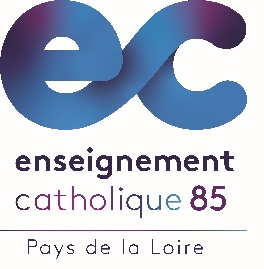 ec
enseignement
catholique 85
Pays de la Loire